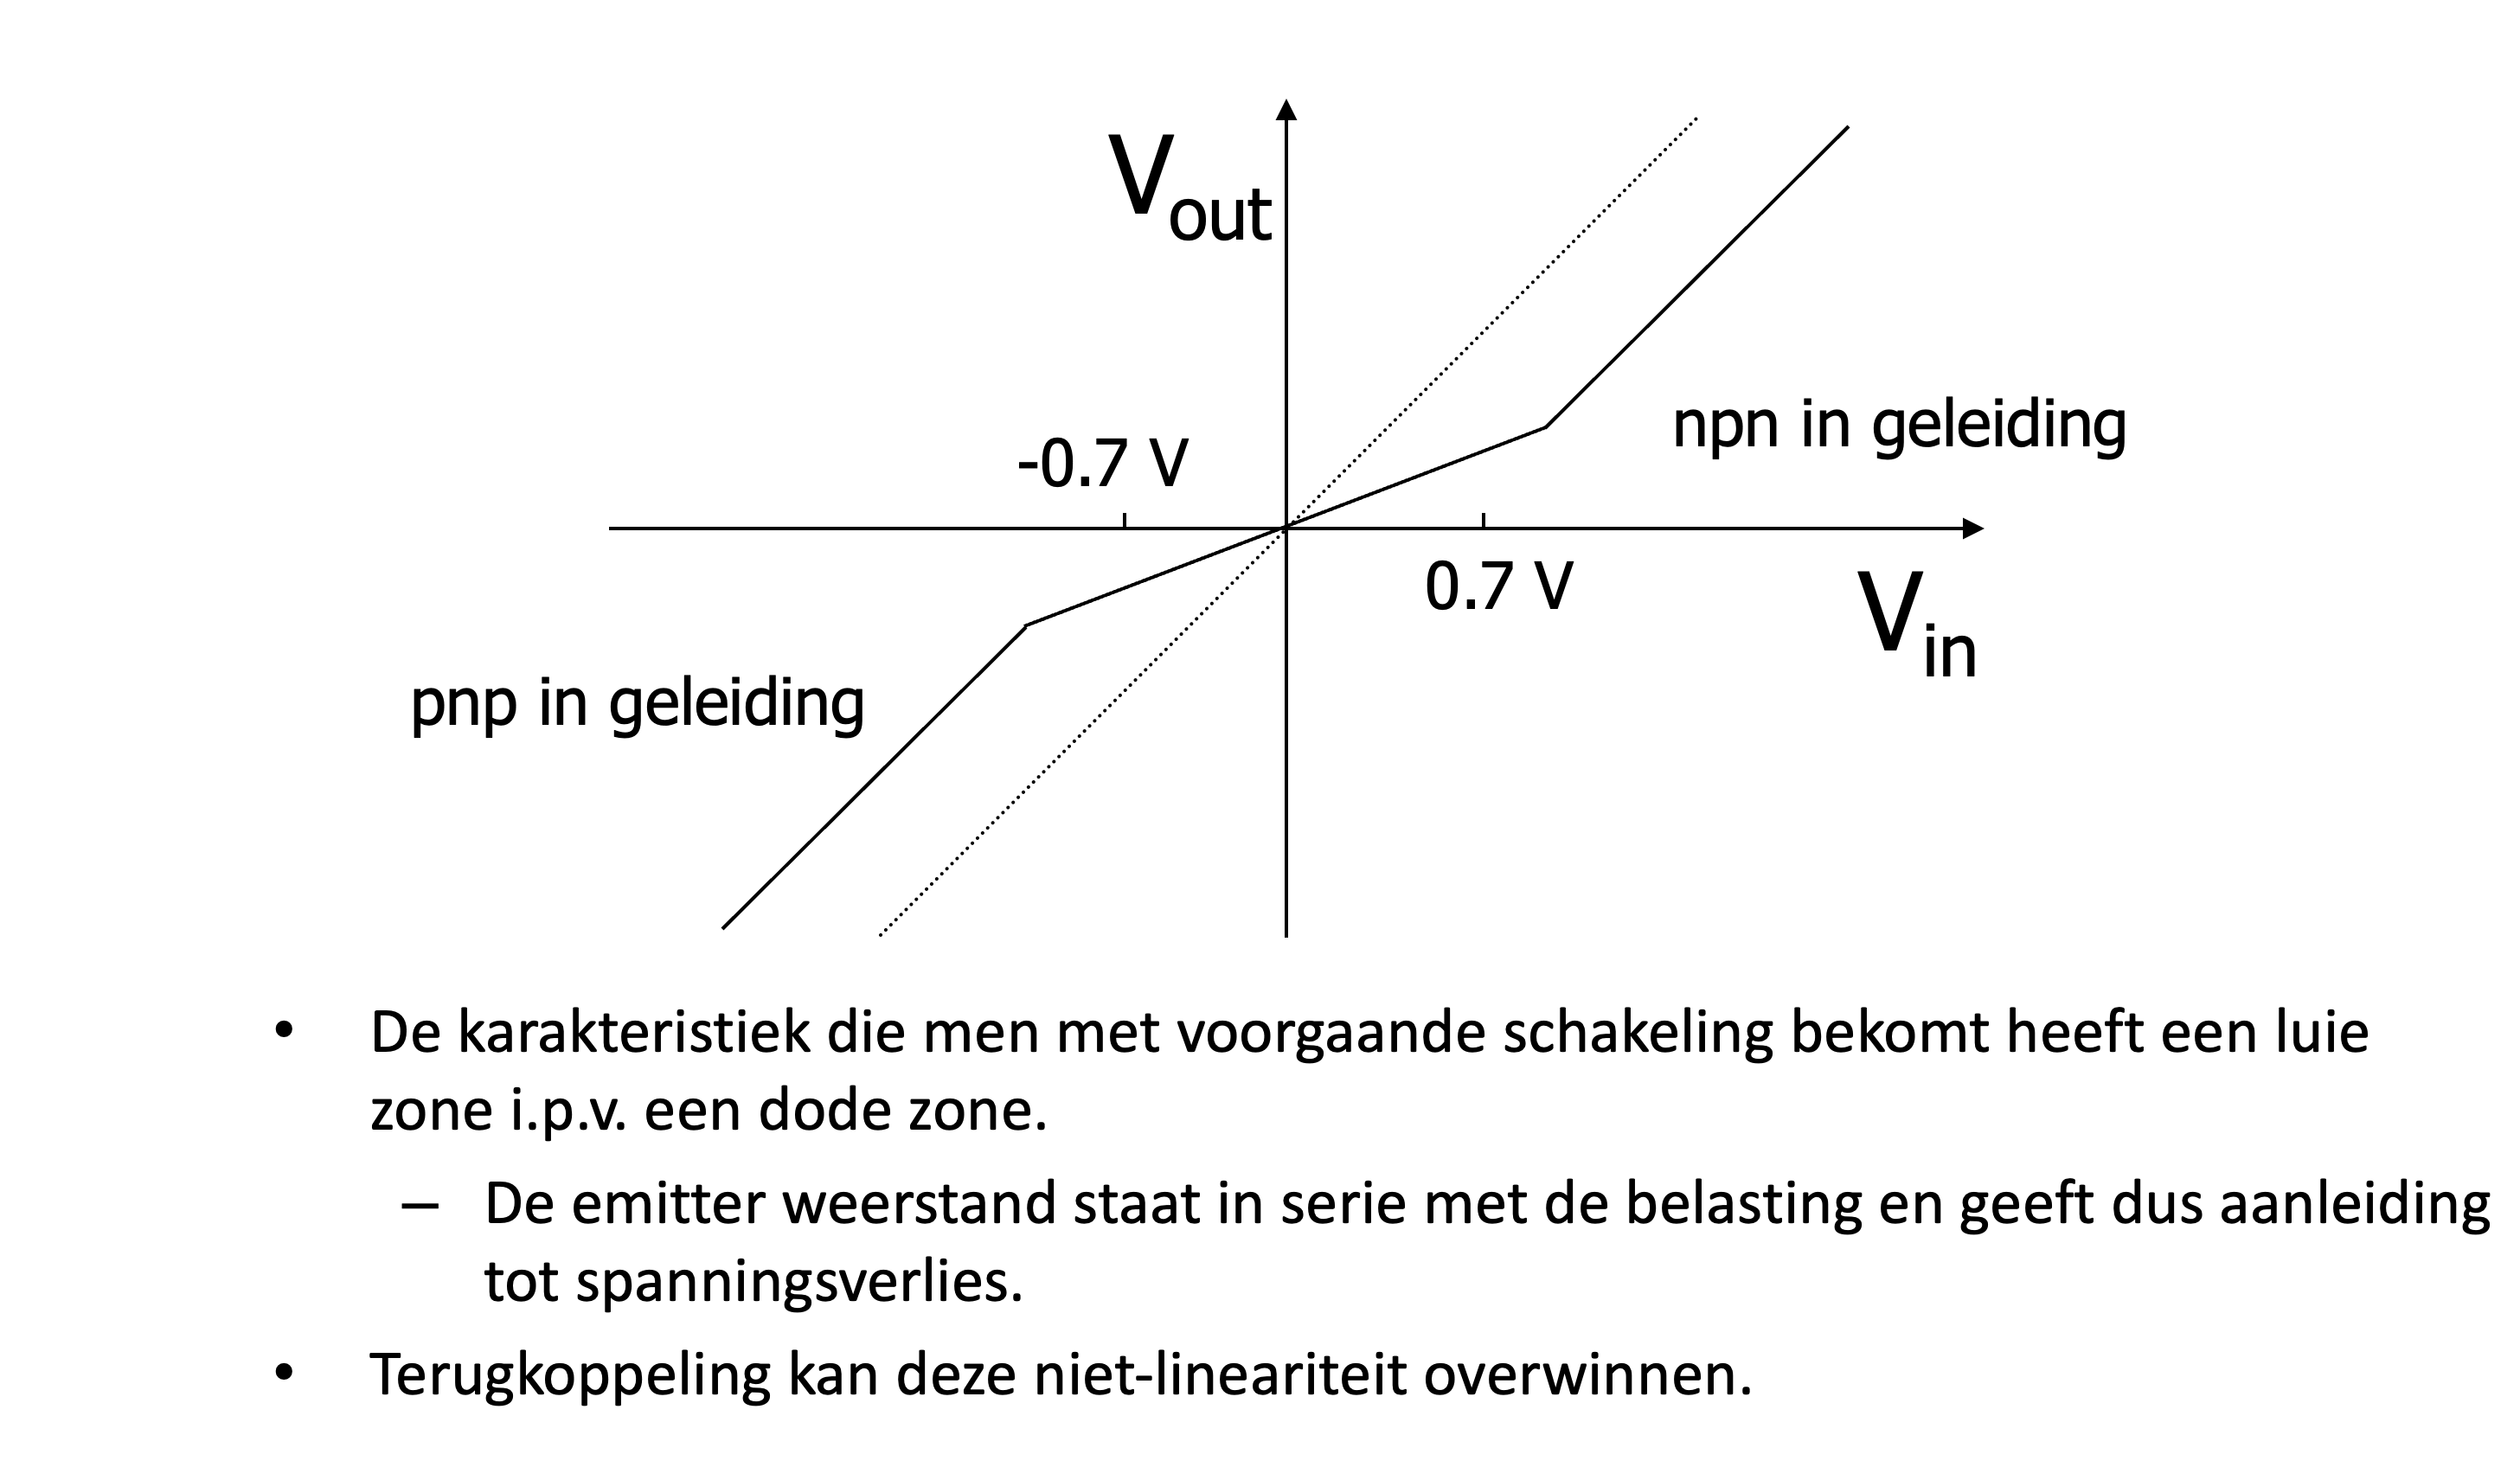 Vout
-0.7 V
npn in geleiding
0.7 V
Vin
pnp in geleiding
• De karakteristiek die men met voorgaande schakeling bekomt heeft een luie
zone i.p.v. een dode zone.
– De emitter weerstand staat in serie met de belasting en geeft dus aanleiding
tot spanningsverlies.
• Terugkoppeling kan deze niet-lineariteit overwinnen.